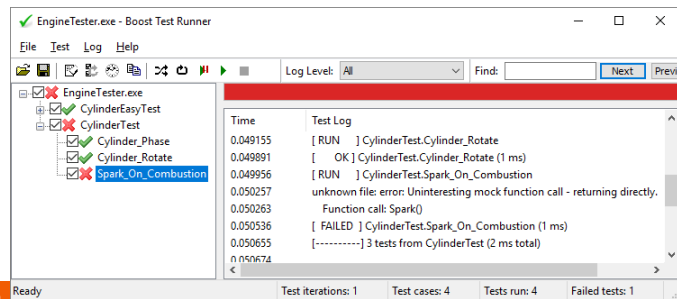 EngineTester.exe - Boost Test Runner
File Test Log Help
Log Level: All Find: Next Previ
EngineTester.exe
CylinderEasyTest
CylinderTest
Cylinder_Phase
Cylinder_Rotate
Spark_On_Combustion
Time Test Log
0.049155 [ RUN ] CylinderTest.Cylinder_Rotate
0.049891 [ OK ] CylinderTest.Cylinder_Rotate (1 ms)
0.049956 [ RUN ] CylinderTest.Spark_On_Combustion
0.050257 unknown file: error: Uninteresting mock function call - returning directly.
0.050263 Function call: Spark()
0.050536 [ FAILED ] CylinderTest.Spark_On_Combustion (1 ms)
0.050655 [----------] 3 tests from CylinderTest (2 ms total)
0.050674
Ready Test iterations: 1 Test cases: 4 Tests run: 4 Failed tests: 1